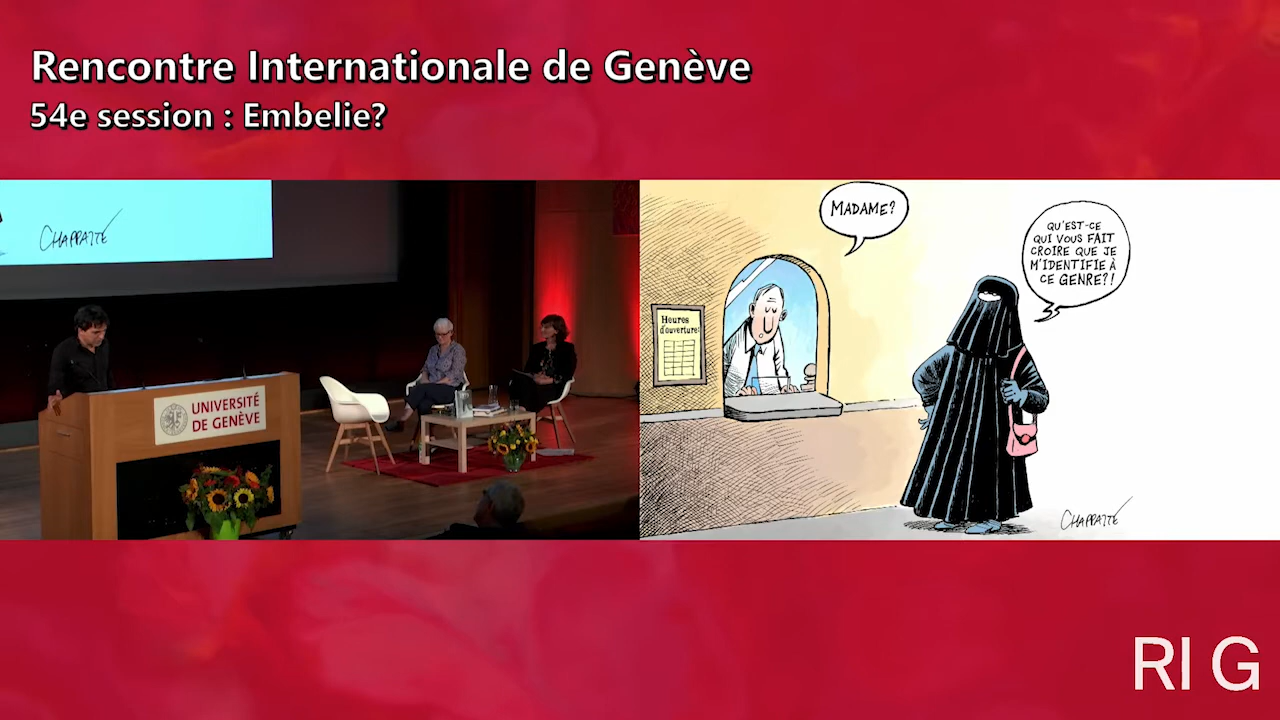 Rencontre Internationale de Genève
54e session : Embelie?
CHAPPATTE
UNIVERSITÉ
DE GENÈVE
MADAME?
QU'EST-CE
QUI VOUS FAIT
CROIRE QUE JE
M'IDENTIFIE À
CE GENRE?!
Heures
d'ouverture:
CHAPPATTE
RI G